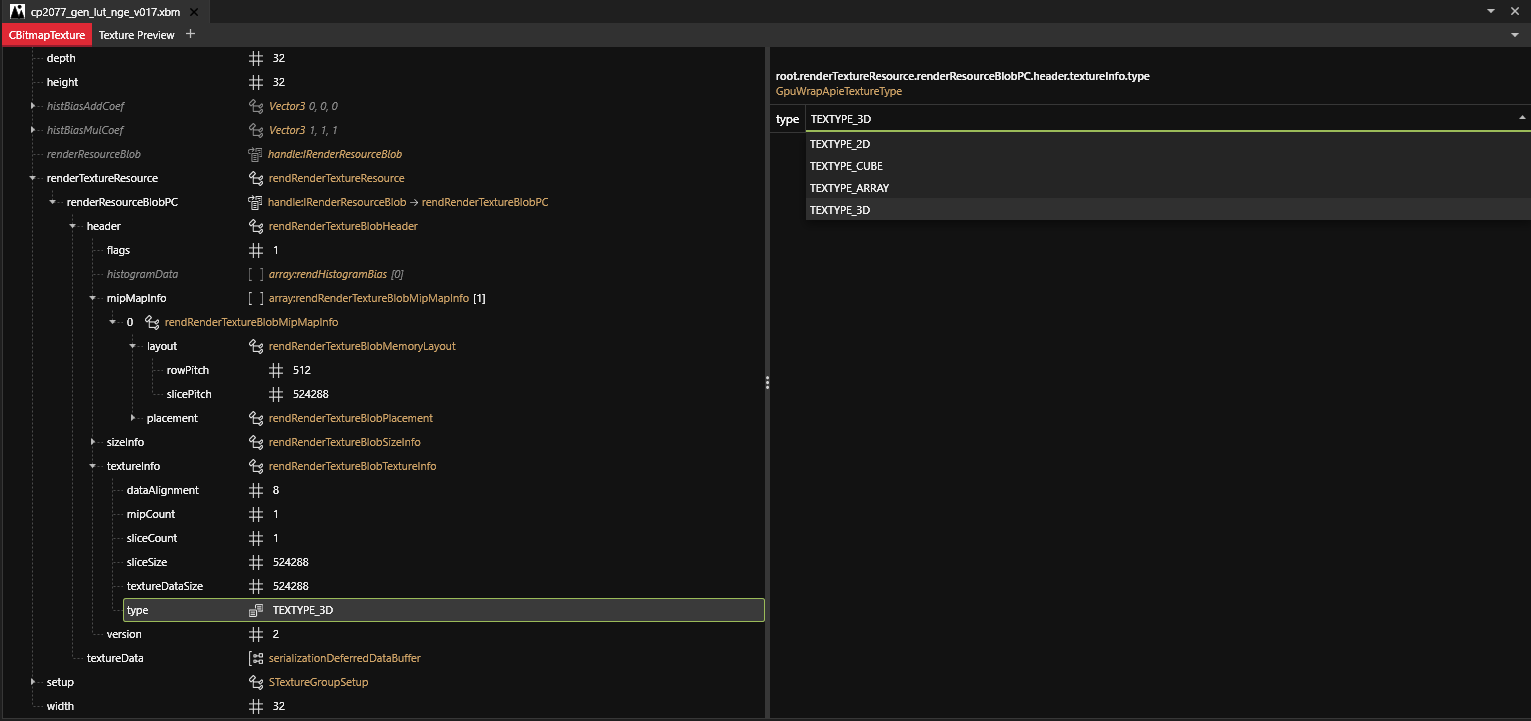 cp2077_gen_lut_nge_v017.xbm
CBitmapTexture Texture Preview +
depth 32
height 32
histBiasAddCoef Vector3 0, 0, 0
histBiasMulCoef Vector3 1, 1, 1
renderResourceBlob handle:IRenderResourceBlob
renderTextureResource rendRenderTextureResource
renderResourceBlobPC handle:IRenderResourceBlob → rendRenderTextureBlobPC
header rendRenderTextureBlobHeader
flags 1
histogramData [ ] array:rendHistogramBias [0]
mipMapInfo [ ] array:rendRenderTextureBlobMipMapInfo [1]
0 rendRenderTextureBlobMipMapInfo
layout rendRenderTextureBlobMemoryLayout
rowPitch 512
slicePitch 524288
placement rendRenderTextureBlobPlacement
sizeInfo rendRenderTextureBlobSizeInfo
textureInfo rendRenderTextureBlobTextureInfo
dataAlignment 8
mipCount 1
sliceCount 1
sliceSize 524288
textureDataSize 524288
type TEXTYPE_3D
version 2
textureData serializationDeferredDataBuffer
setup STextureGroupSetup
width 32
root.renderTextureResource.renderResourceBlobPC.header.textureInfo.type
GpuWrapApieTextureType
type TEXTYPE_3D
TEXTYPE_2D
TEXTYPE_CUBE
TEXTYPE_ARRAY
TEXTYPE_3D